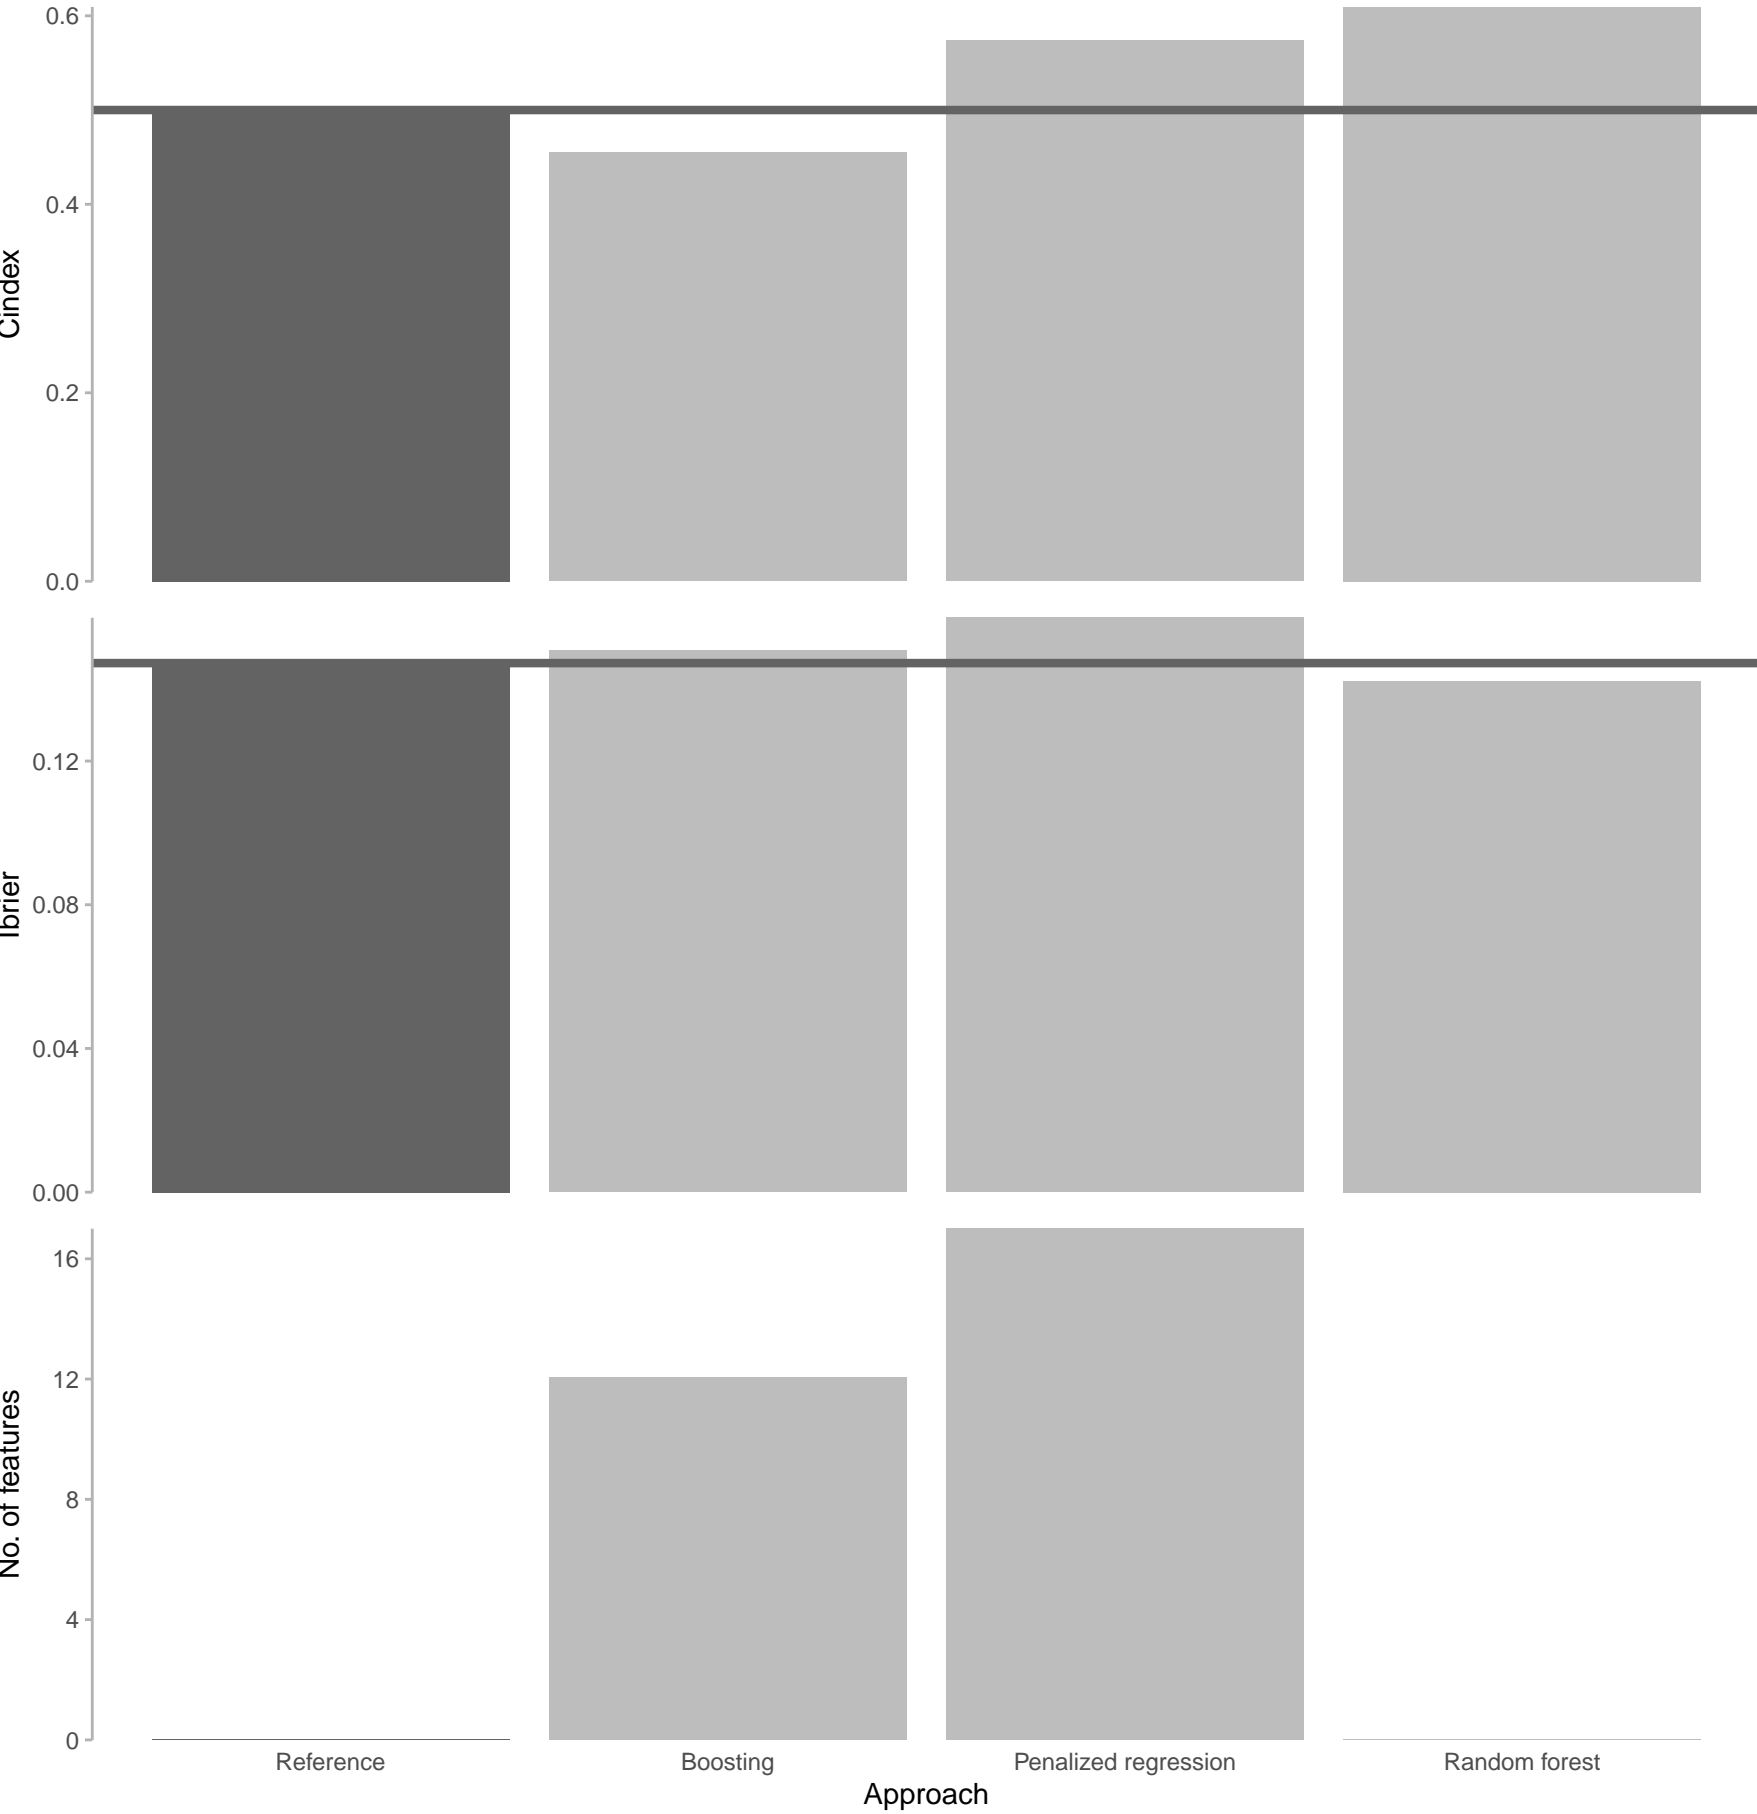 0.6
0.4
0.2
0.0
Cindex
0.12
0.08
0.04
0.00
Ibrier
16
12
8
4
0
No. of features
Reference
Boosting
Penalized regression
Random forest
Approach